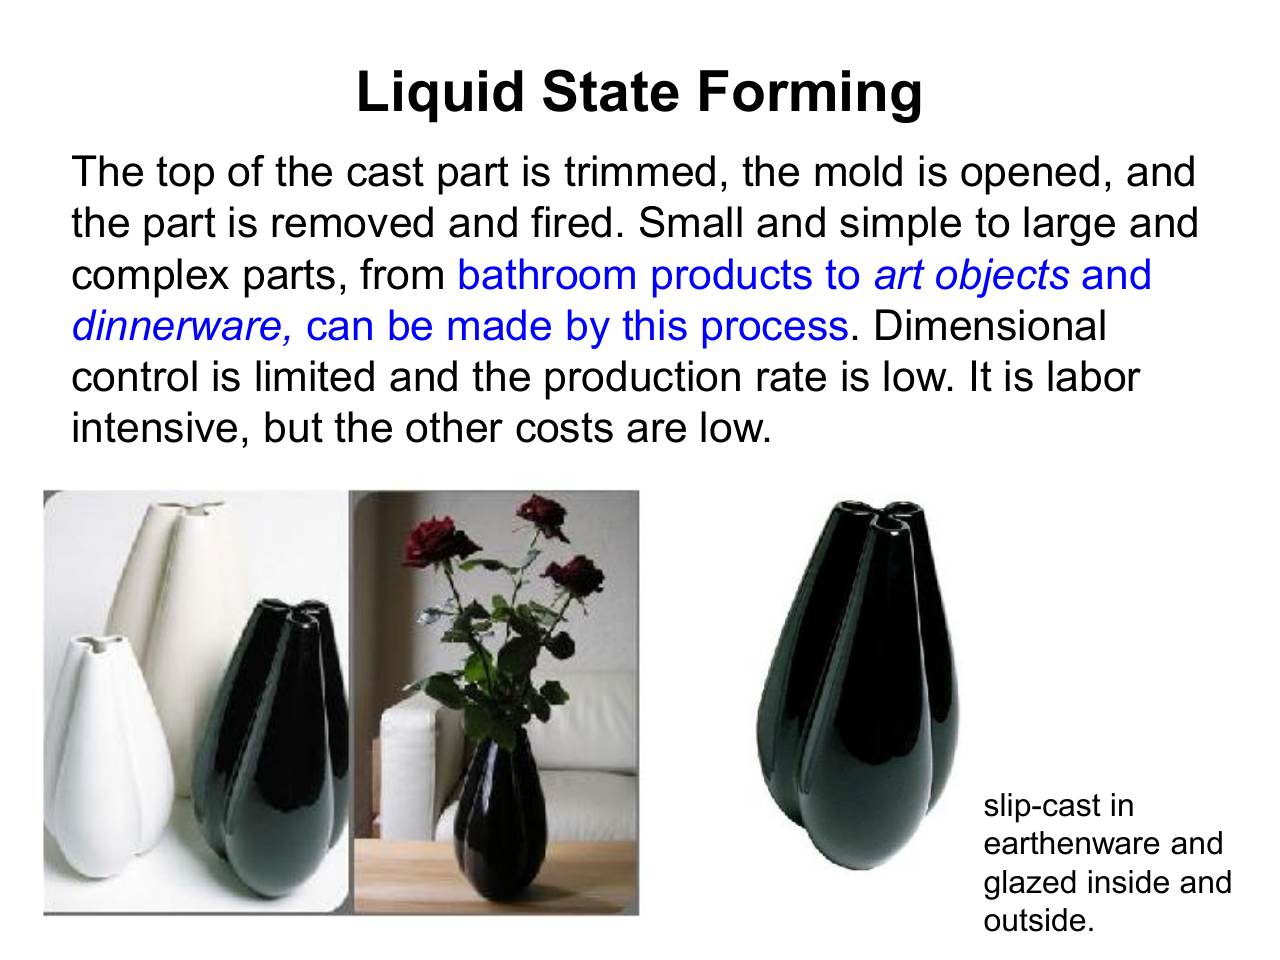 Liquid State Forming
The top of the cast part is trimmed, the mold is opened, and
the part is removed and fired. Small and simple to large and
complex parts, from bathroom products to art objects and
dinnerware, can be made by this process. Dimensional
control is limited and the production rate is low. It is labor
intensive, but the other costs are low.
slip-cast in
earthenware and
glazed inside and
outside.